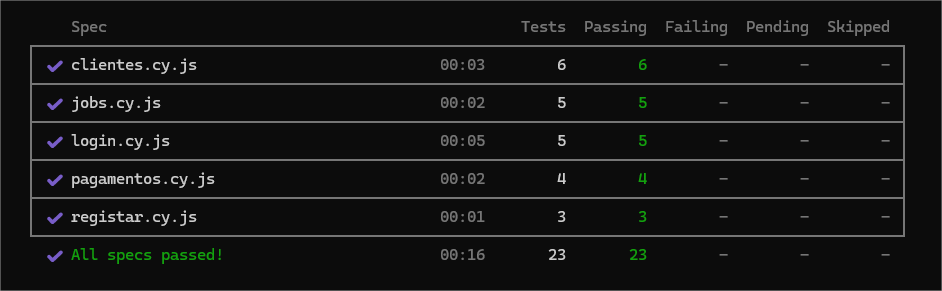 Spec Tests Passing Failing Pending Skipped
✔ clientes.cy.js 00:03 6 6 – – –
✔ jobs.cy.js 00:02 5 5 – – –
✔ login.cy.js 00:05 5 5 – – –
✔ pagamentos.cy.js 00:02 4 4 – – –
✔ registar.cy.js 00:01 3 3 – – –
✔ All specs passed! 00:16 23 23 – – –